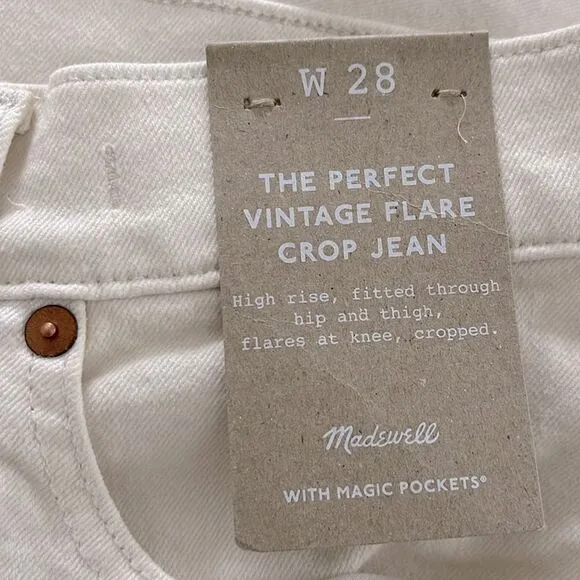 W 28
THE PERFECT
VINTAGE FLARE
CROP JEAN
High rise, fitted through
hip and thigh,
flares at knee, cropped.
Madewell
WITH MAGIC POCKETS®